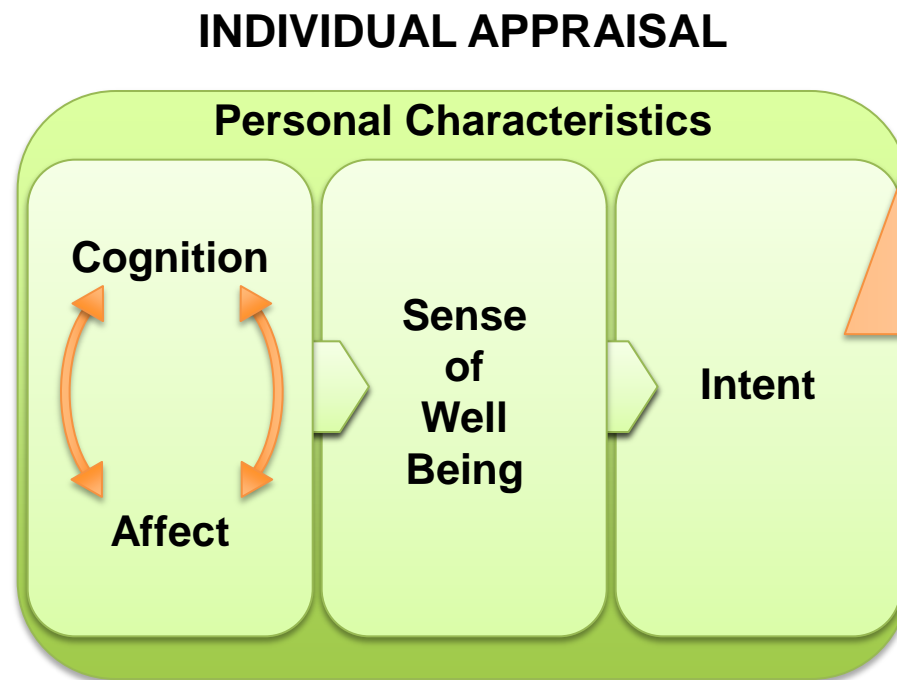 INDIVIDUAL APPRAISAL
Personal Characteristics
Cognition
Affect
Sense
of
Well
Being
Intent